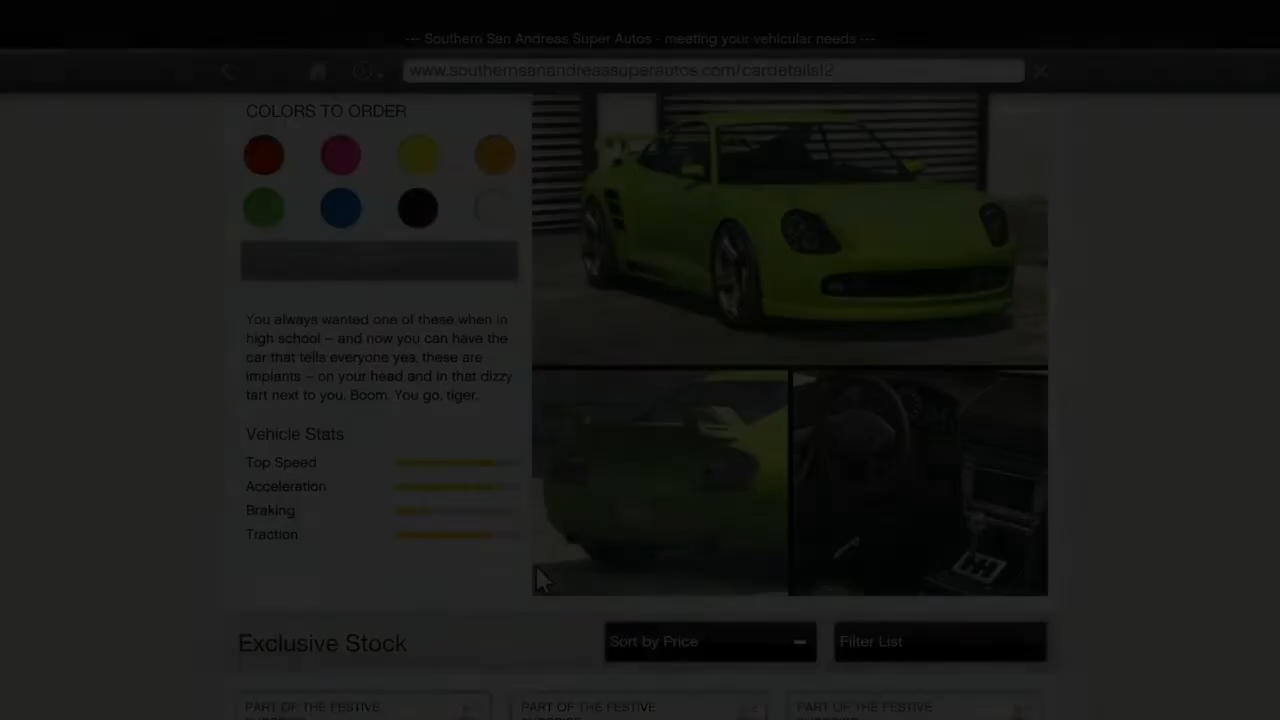 --- Southern San Andreas Super Autos - meeting your vehicular needs ---
www.southernsanandreassuperautos.com/cardetails12
COLORS TO ORDER
You always wanted one of these when in
high school – and now you can have the
car that tells everyone yes, these are
implants – on your head and in that dizzy
tart next to you. Boom. You go, tiger.
Vehicle Stats
Top Speed
Acceleration
Braking
Traction
Exclusive Stock
Sort by Price
Filter List
PART OF THE FESTIVE
PART OF THE FESTIVE
PART OF THE FESTIVE